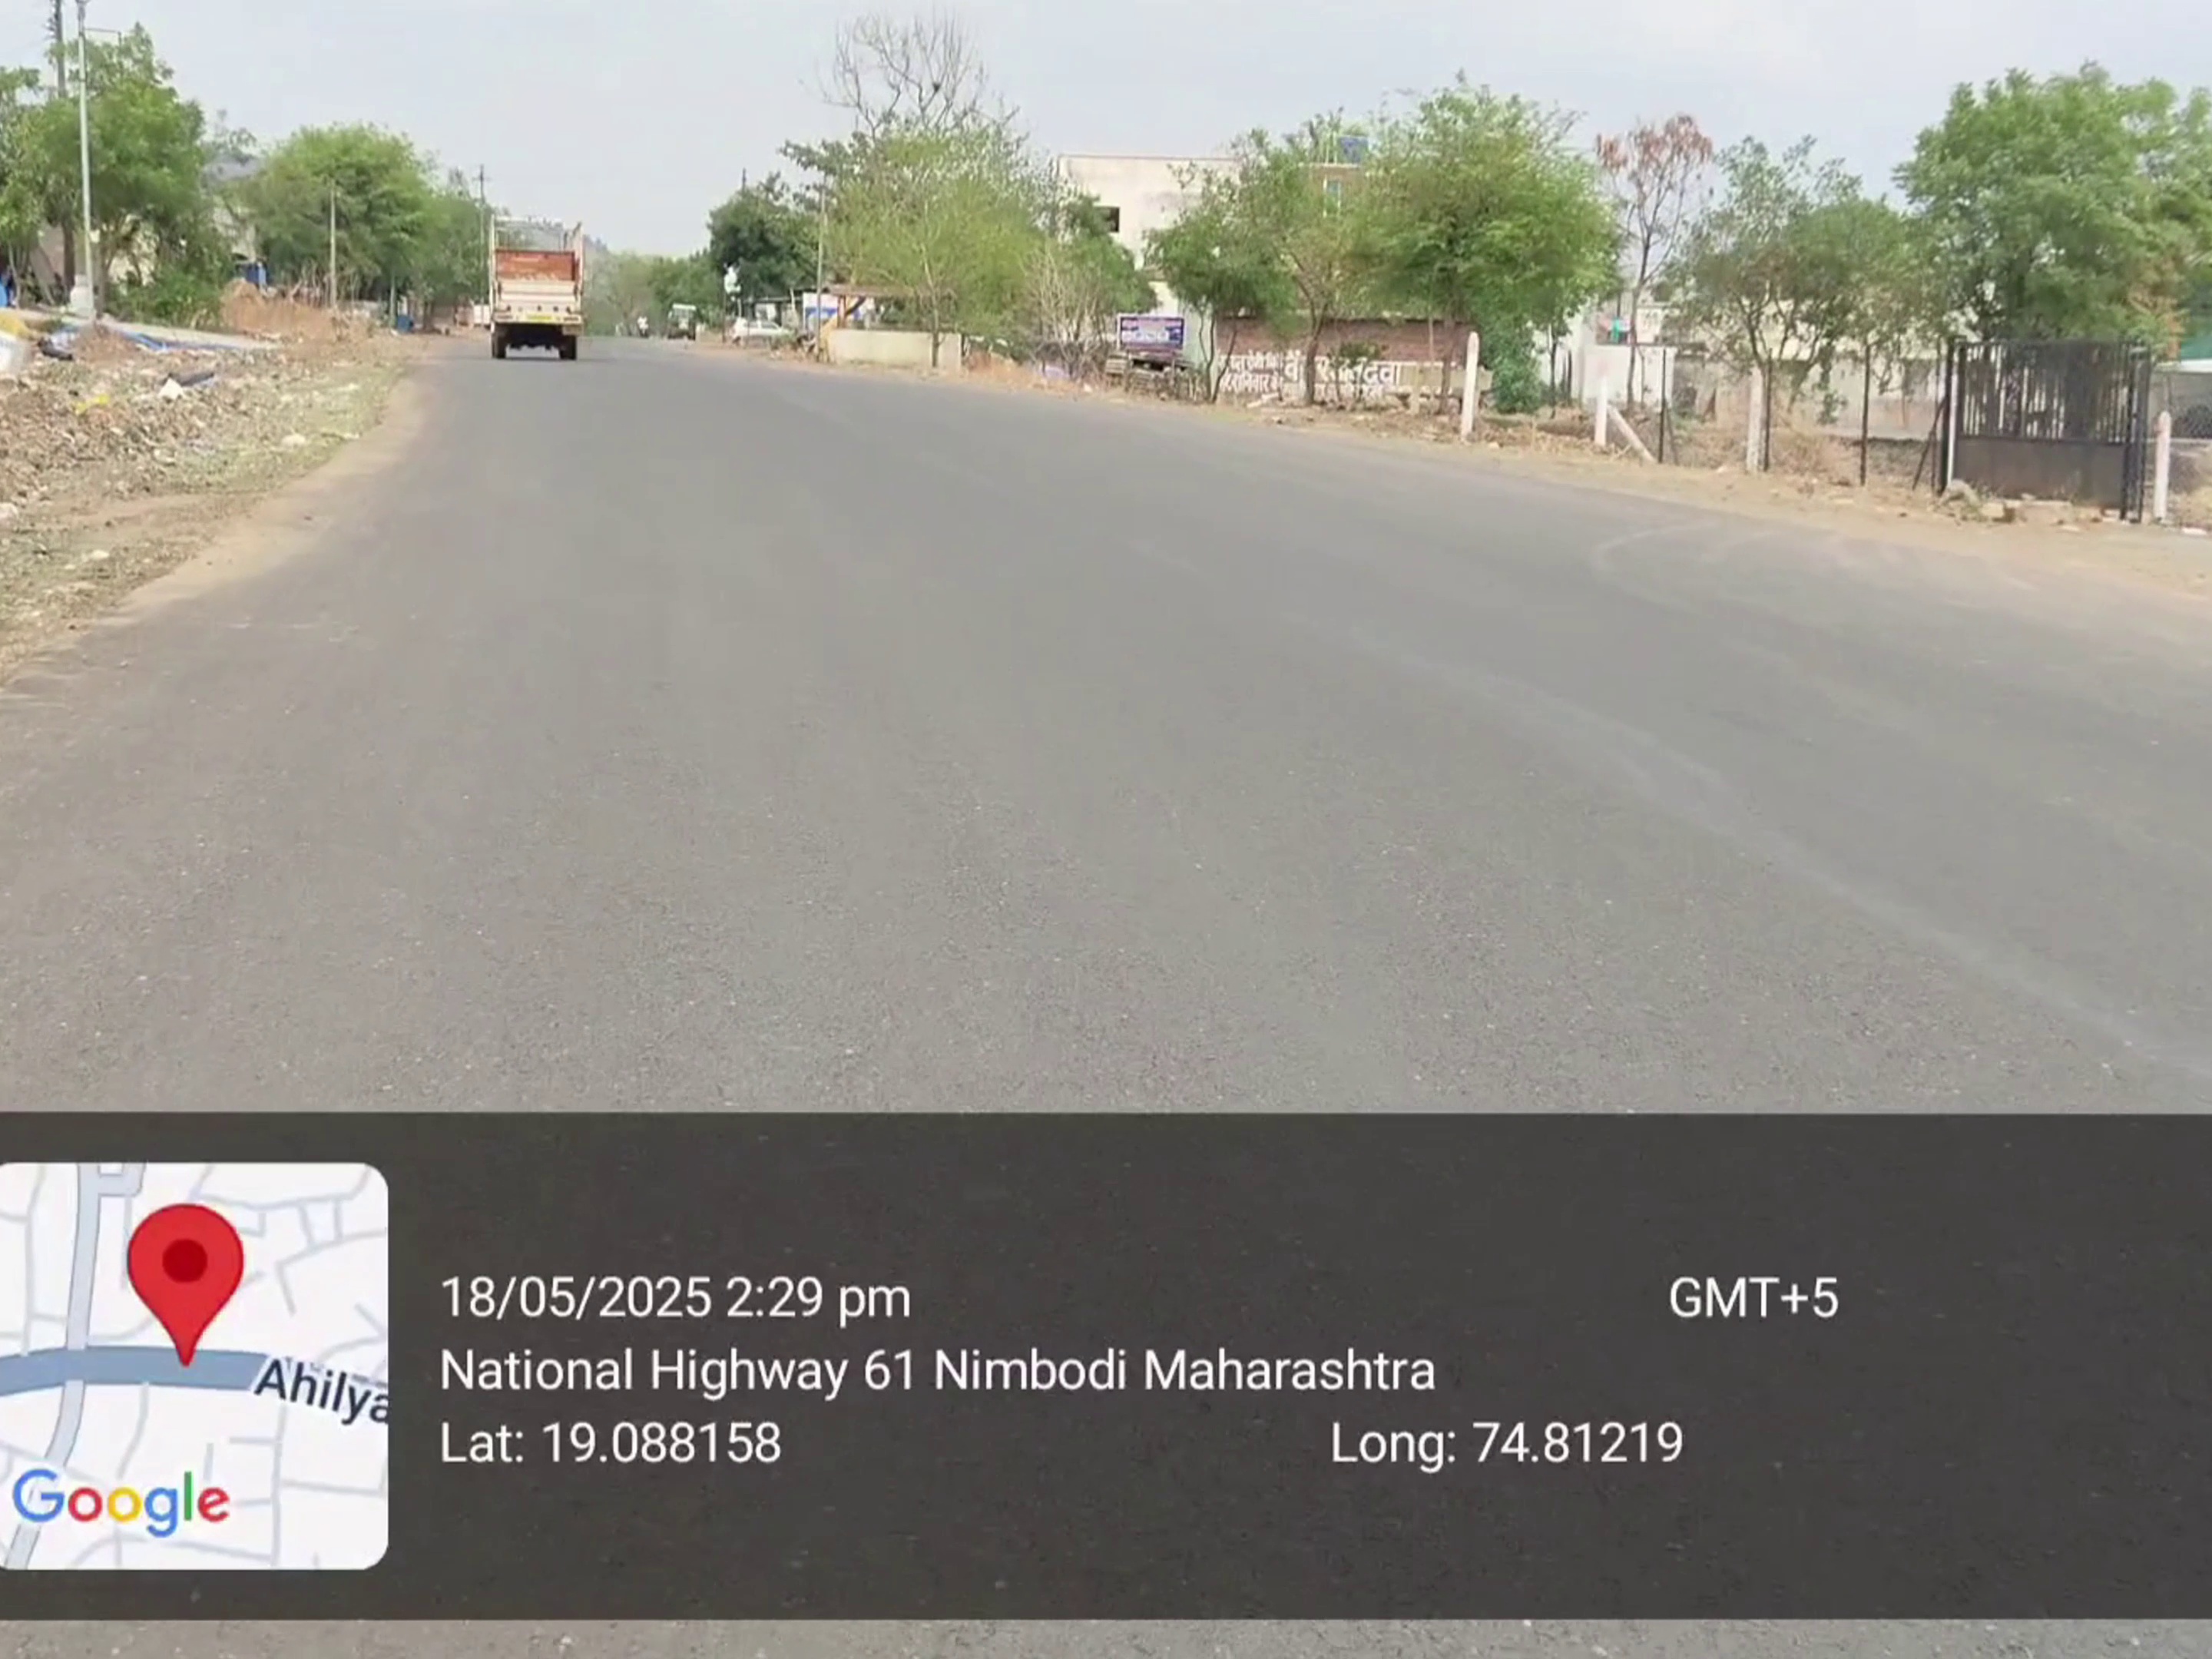 18/05/2025 2:29 pm
GMT+5
National Highway 61 Nimbodi Maharashtra
Lat: 19.088158
Long: 74.81219
Ahilya
Google